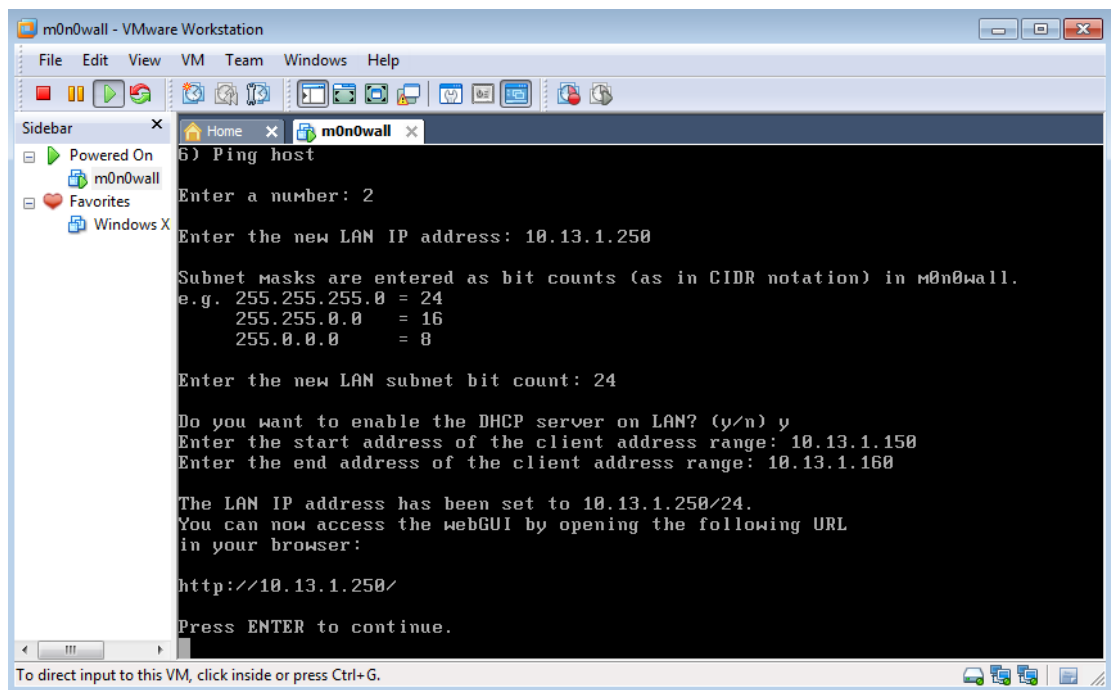 m0n0wall - VMware Workstation
File Edit View VM Team Windows Help
Sidebar
Home m0n0wall
Powered On
m0n0wall
Favorites
Windows X
6) Ping host
Enter a number: 2
Enter the new LAN IP address: 10.13.1.250
Subnet masks are entered as bit counts (as in CIDR notation) in m0n0wall.
e.g. 255.255.255.0 = 24
255.255.0.0 = 16
255.0.0.0 = 8
Enter the new LAN subnet bit count: 24
Do you want to enable the DHCP server on LAN? (y/n) y
Enter the start address of the client address range: 10.13.1.150
Enter the end address of the client address range: 10.13.1.160
The LAN IP address has been set to 10.13.1.250/24.
You can now access the webGUI by opening the following URL
in your browser:
http://10.13.1.250/
Press ENTER to continue.
To direct input to this VM, click inside or press Ctrl+G.